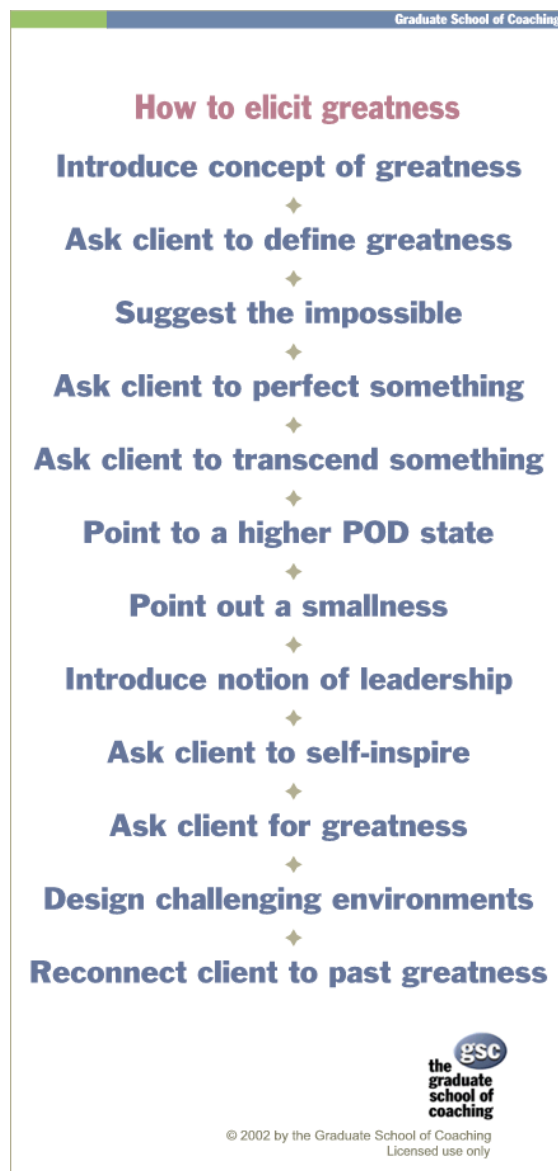 Graduate School of Coaching
How to elicit greatness
Introduce concept of greatness
Ask client to define greatness
Suggest the impossible
Ask client to perfect something
Ask client to transcend something
Point to a higher POD state
Point out a smallness
Introduce notion of leadership
Ask client to self-inspire
Ask client for greatness
Design challenging environments
Reconnect client to past greatness
gsc
the
graduate
school of
coaching
© 2002 by the Graduate School of Coaching
Licensed use only